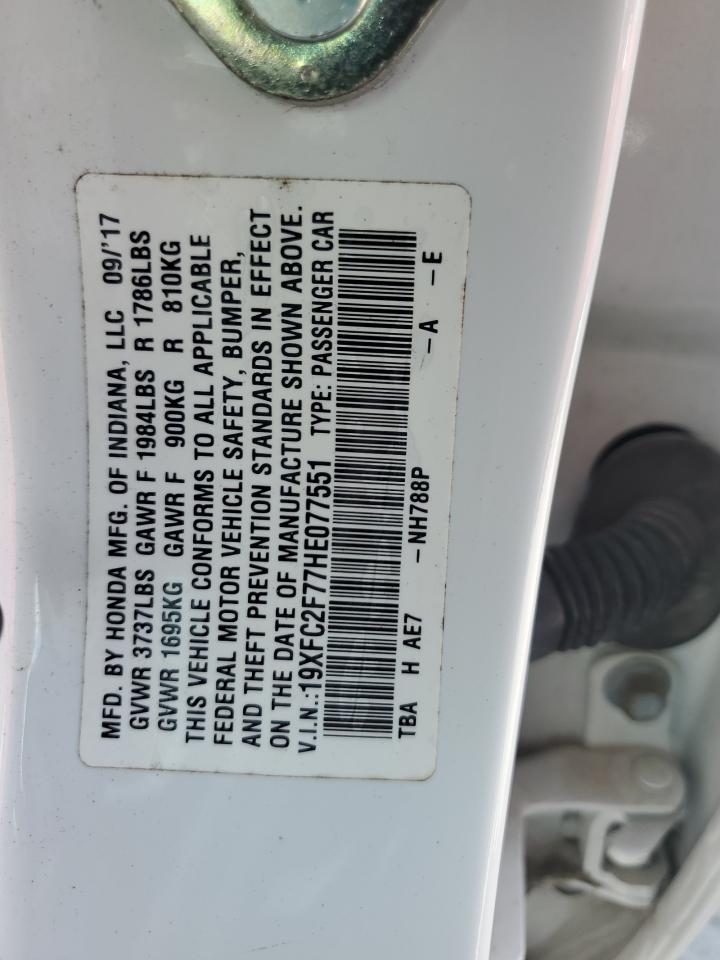 MFD. BY HONDA MFG. OF INDIANA, LLC 09/'17
GVWR 3737LBS GAWR F 1984LBS R 1786LBS
GVWR 1695KG GAWR F 900KG R 810KG
THIS VEHICLE CONFORMS TO ALL APPLICABLE
FEDERAL MOTOR VEHICLE SAFETY, BUMPER,
AND THEFT PREVENTION STANDARDS IN EFFECT
ON THE DATE OF MANUFACTURE SHOWN ABOVE.
V.I.N.:19XFC2F77HE077551 TYPE: PASSENGER CAR
TBA H AE7 -NH788P -A -E